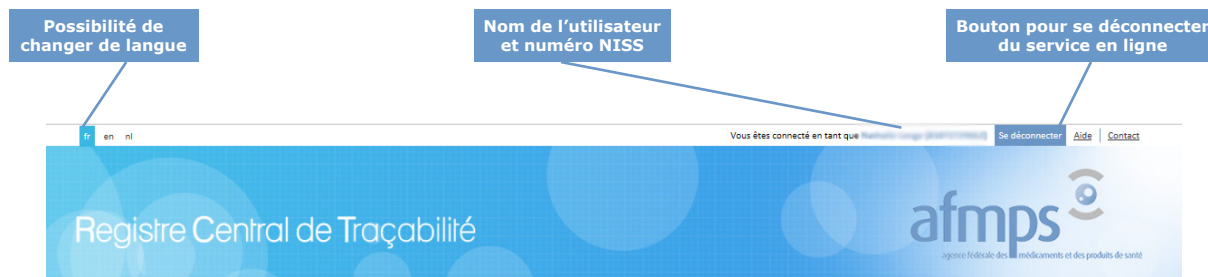 Possibilité de
changer de langue
Nom de l'utilisateur
et numéro NISS
Bouton pour se déconnecter
du service en ligne
fr en nl
Vous êtes connecté en tant que
Se déconnecter Aide Contact
Registre Central de Traçabilité
afmps
agence fédérale des médicaments et des produits de santé